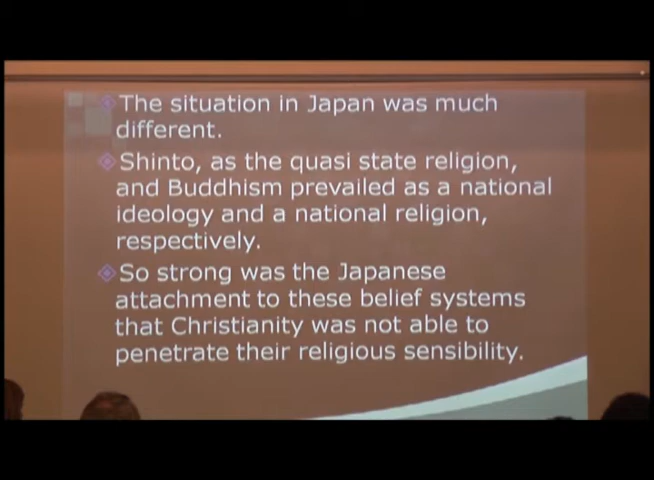 The situation in Japan was much
different.
Shinto, as the quasi state religion,
and Buddhism prevailed as a national
ideology and a national religion,
respectively.
So strong was the Japanese
attachment to these belief systems
that Christianity was not able to
penetrate their religious sensibility.